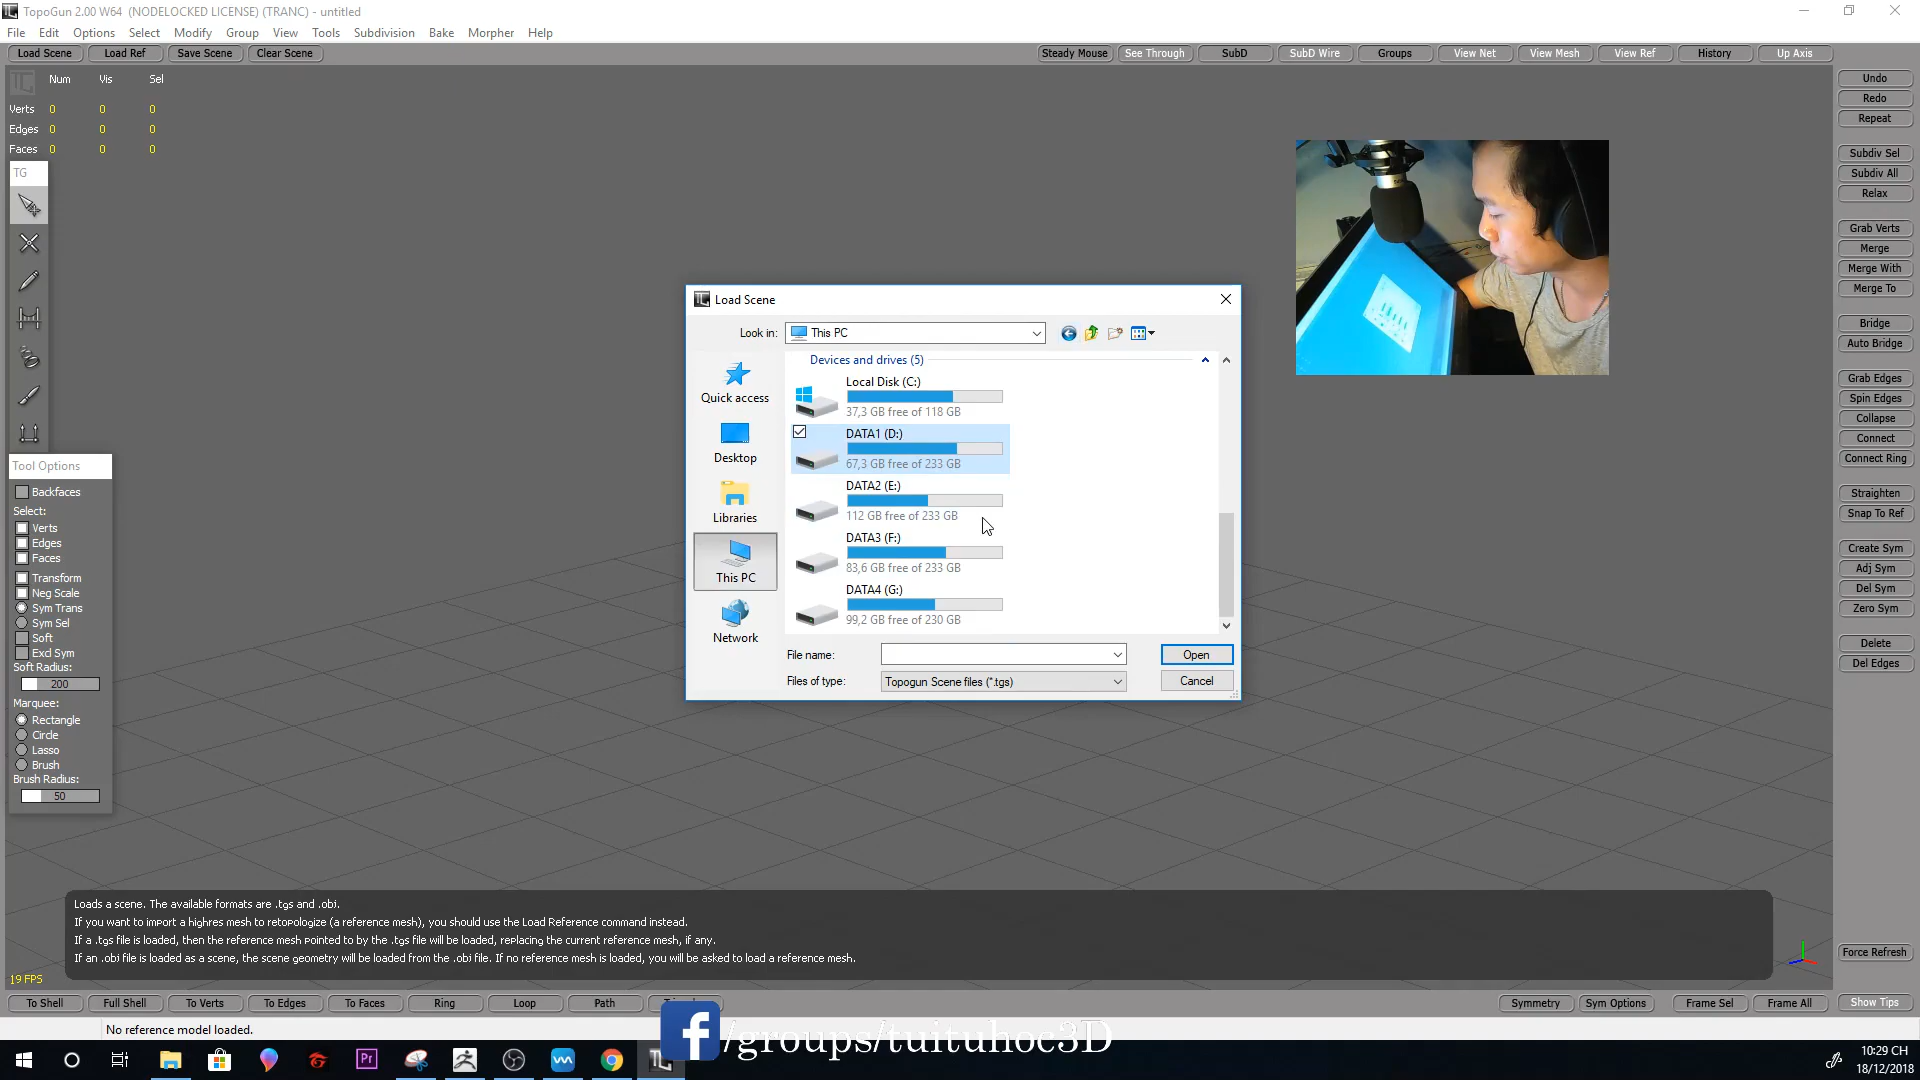 TopoGun 2.00 W64 (NODELOCKED LICENSE) (TRANC) - untitled
File Edit Options Select Modify Group View Tools Subdivision Bake Morpher Help
Load Scene Load Ref Save Scene Clear Scene Steady Mouse See Through SubD SubD Wire Groups View Net View Mesh View Ref History Up Axis
Num Vis Sel
Verts 0 0 0
Edges 0 0 0
Faces 0 0 0
TG
Tool Options
Backfaces
Select:
Verts
Edges
Faces
Transform
Neg Scale
Sym Trans
Sym Sel
Soft
Excl Sym
Soft Radius:
200
Marquee:
Rectangle
Circle
Lasso
Brush
Brush Radius:
50
Load Scene
Look in: This PC
Quick access
Desktop
Libraries
This PC
Network
Devices and drives (5)
Local Disk (C:)
37,3 GB free of 118 GB
DATA1 (D:)
67,3 GB free of 233 GB
DATA2 (E:)
112 GB free of 233 GB
DATA3 (F:)
83,6 GB free of 233 GB
DATA4 (G:)
99,2 GB free of 230 GB
File name: Open
Files of type: Topogun Scene files (*.tgs) Cancel
Undo
Redo
Repeat
Subdiv Sel
Subdiv All
Relax
Grab Verts
Merge
Merge With
Merge To
Bridge
Auto Bridge
Grab Edges
Spin Edges
Collapse
Connect
Connect Ring
Straighten
Snap To Ref
Create Sym
Adj Sym
Del Sym
Zero Sym
Delete
Del Edges
Force Refresh
Show Tips
Loads a scene. The available formats are .tgs and .obj.
If you want to import a highres mesh to retopologize (a reference mesh), you should use the Load Reference command instead.
If a .tgs file is loaded, then the reference mesh pointed to by the .tgs file will be loaded, replacing the current reference mesh, if any.
If an .obj file is loaded as a scene, the scene geometry will be loaded from the .obj file. If no reference mesh is loaded, you will be asked to load a reference mesh.
19 FPS
To Shell Full Shell To Verts To Edges To Faces Ring Loop Path Symmetry Sym Options Frame Sel Frame All
No reference model loaded.
/groups/tuituhoc3D
10:29 CH
18/12/2018